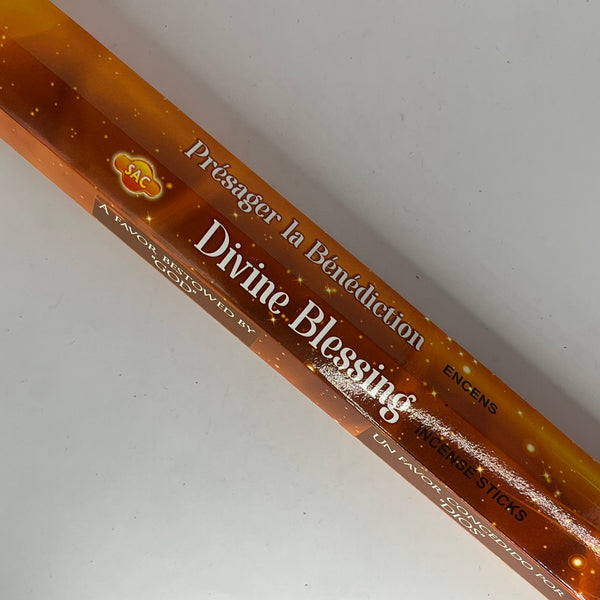 SAC
Présager la Bénédiction
ENCENS
Divine Blessing
INCENSE STICKS
A FAVOR BESTOWED BY
"GOD"
UN FAVOR CONCEDIDO POR
"DIOS"